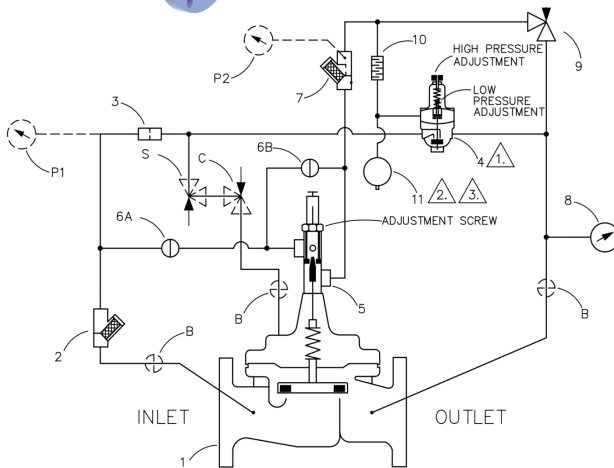 10
P2
HIGH PRESSURE
ADJUSTMENT
9
7
LOW
PRESSURE
ADJUSTMENT
3
P1
S
C
6B
4
1.
11
2.
3.
6A
ADJUSTMENT SCREW
8
B
5
B
2
B
INLET
OUTLET
1